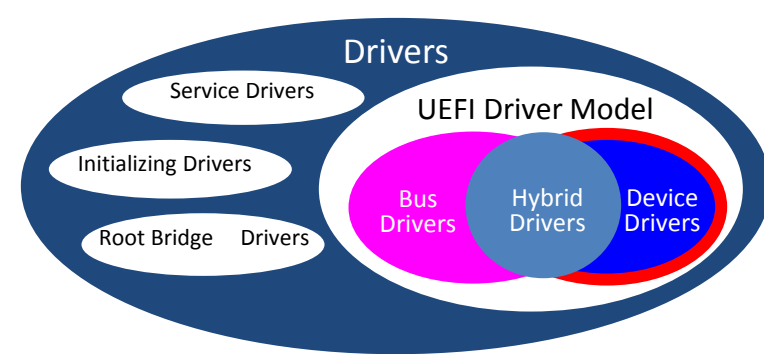 Drivers
Service Drivers
UEFI Driver Model
Initializing Drivers
Bus
Drivers
Hybrid
Drivers
Device
Drivers
Root Bridge Drivers